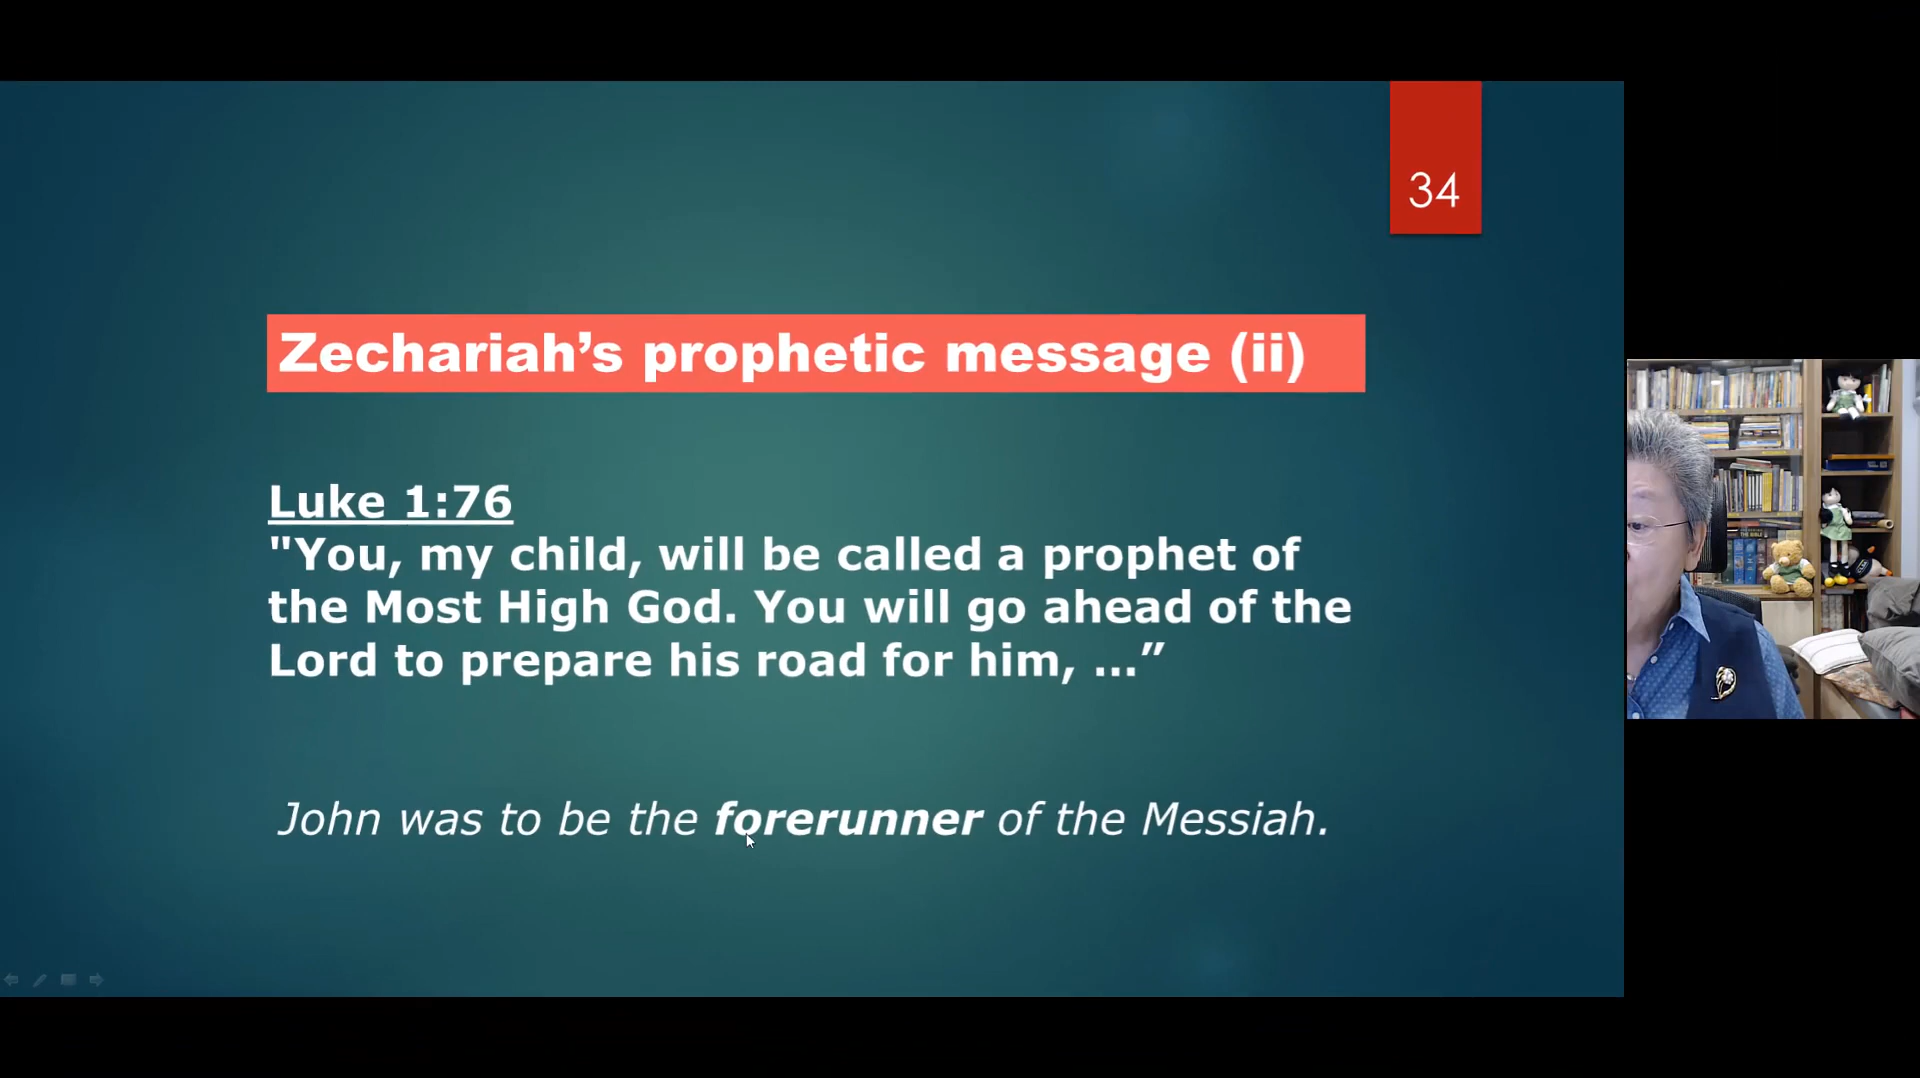 34
Zechariah’s prophetic message (ii)
Luke 1:76
"You, my child, will be called a prophet of
the Most High God. You will go ahead of the
Lord to prepare his road for him, ...”
John was to be the forerunner of the Messiah.